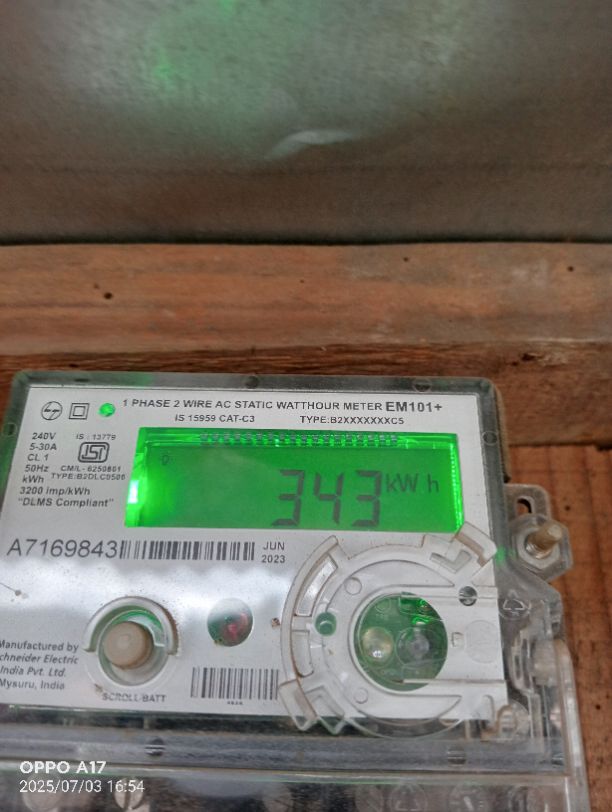 1 PHASE 2 WIRE AC STATIC WATTHOUR METER EM101+
IS 15959 CAT-C3 TYPE:B2XXXXXXXC5
240V IS : 13779
5-30A
CL 1
50Hz CM/L- 6250801
kWh TYPE:B2DLC0500
3200 imp/kWh
"DLMS Compliant"
343 kWh
A7169843
JUN
2023
Manufactured by
chneider Electric
India Pvt. Ltd.
Mysuru, India
SCROLL/BATT
OPPO A17
2025/07/03 16:54